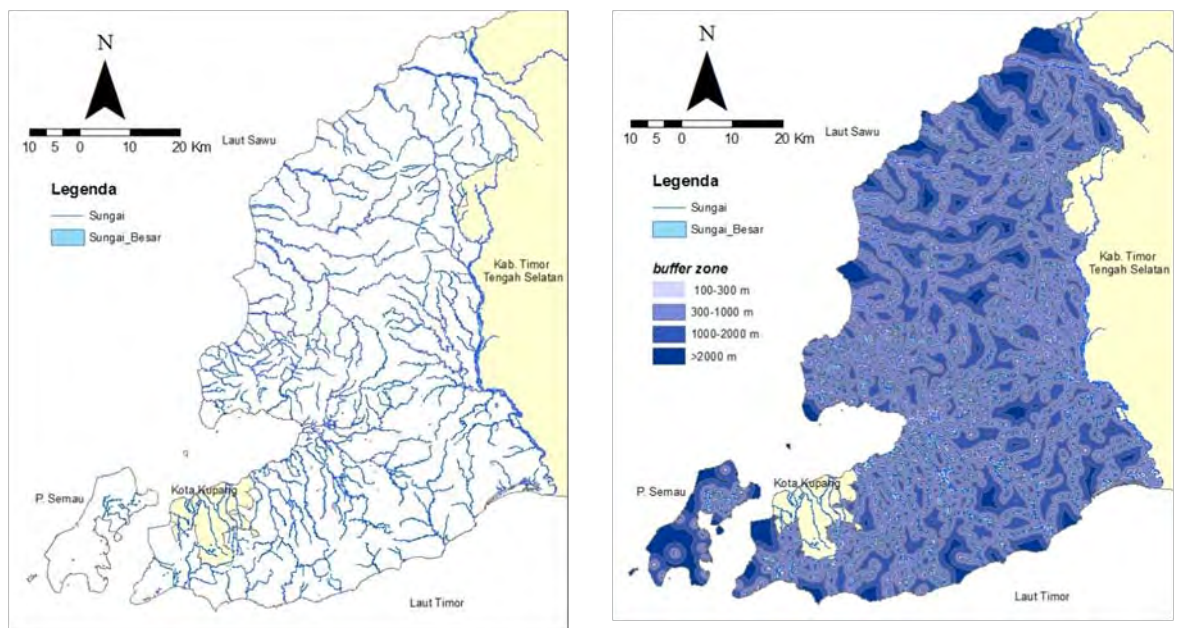 N
10 5 0 10 20 Km
Laut Sawu
Legenda
Sungai
Sungai_Besar
Kab. Timor
Tengah Selatan
P. Semau
Kota Kupang
Laut Timor
N
10 5 0 10 20 Km
Laut Sawu
Legenda
Sungai
Sungai_Besar
buffer zone
100-300 m
300-1000 m
1000-2000 m
>2000 m
Kab. Timor
Tengah Selatan
P. Semau
Kota Kupang
Laut Timor